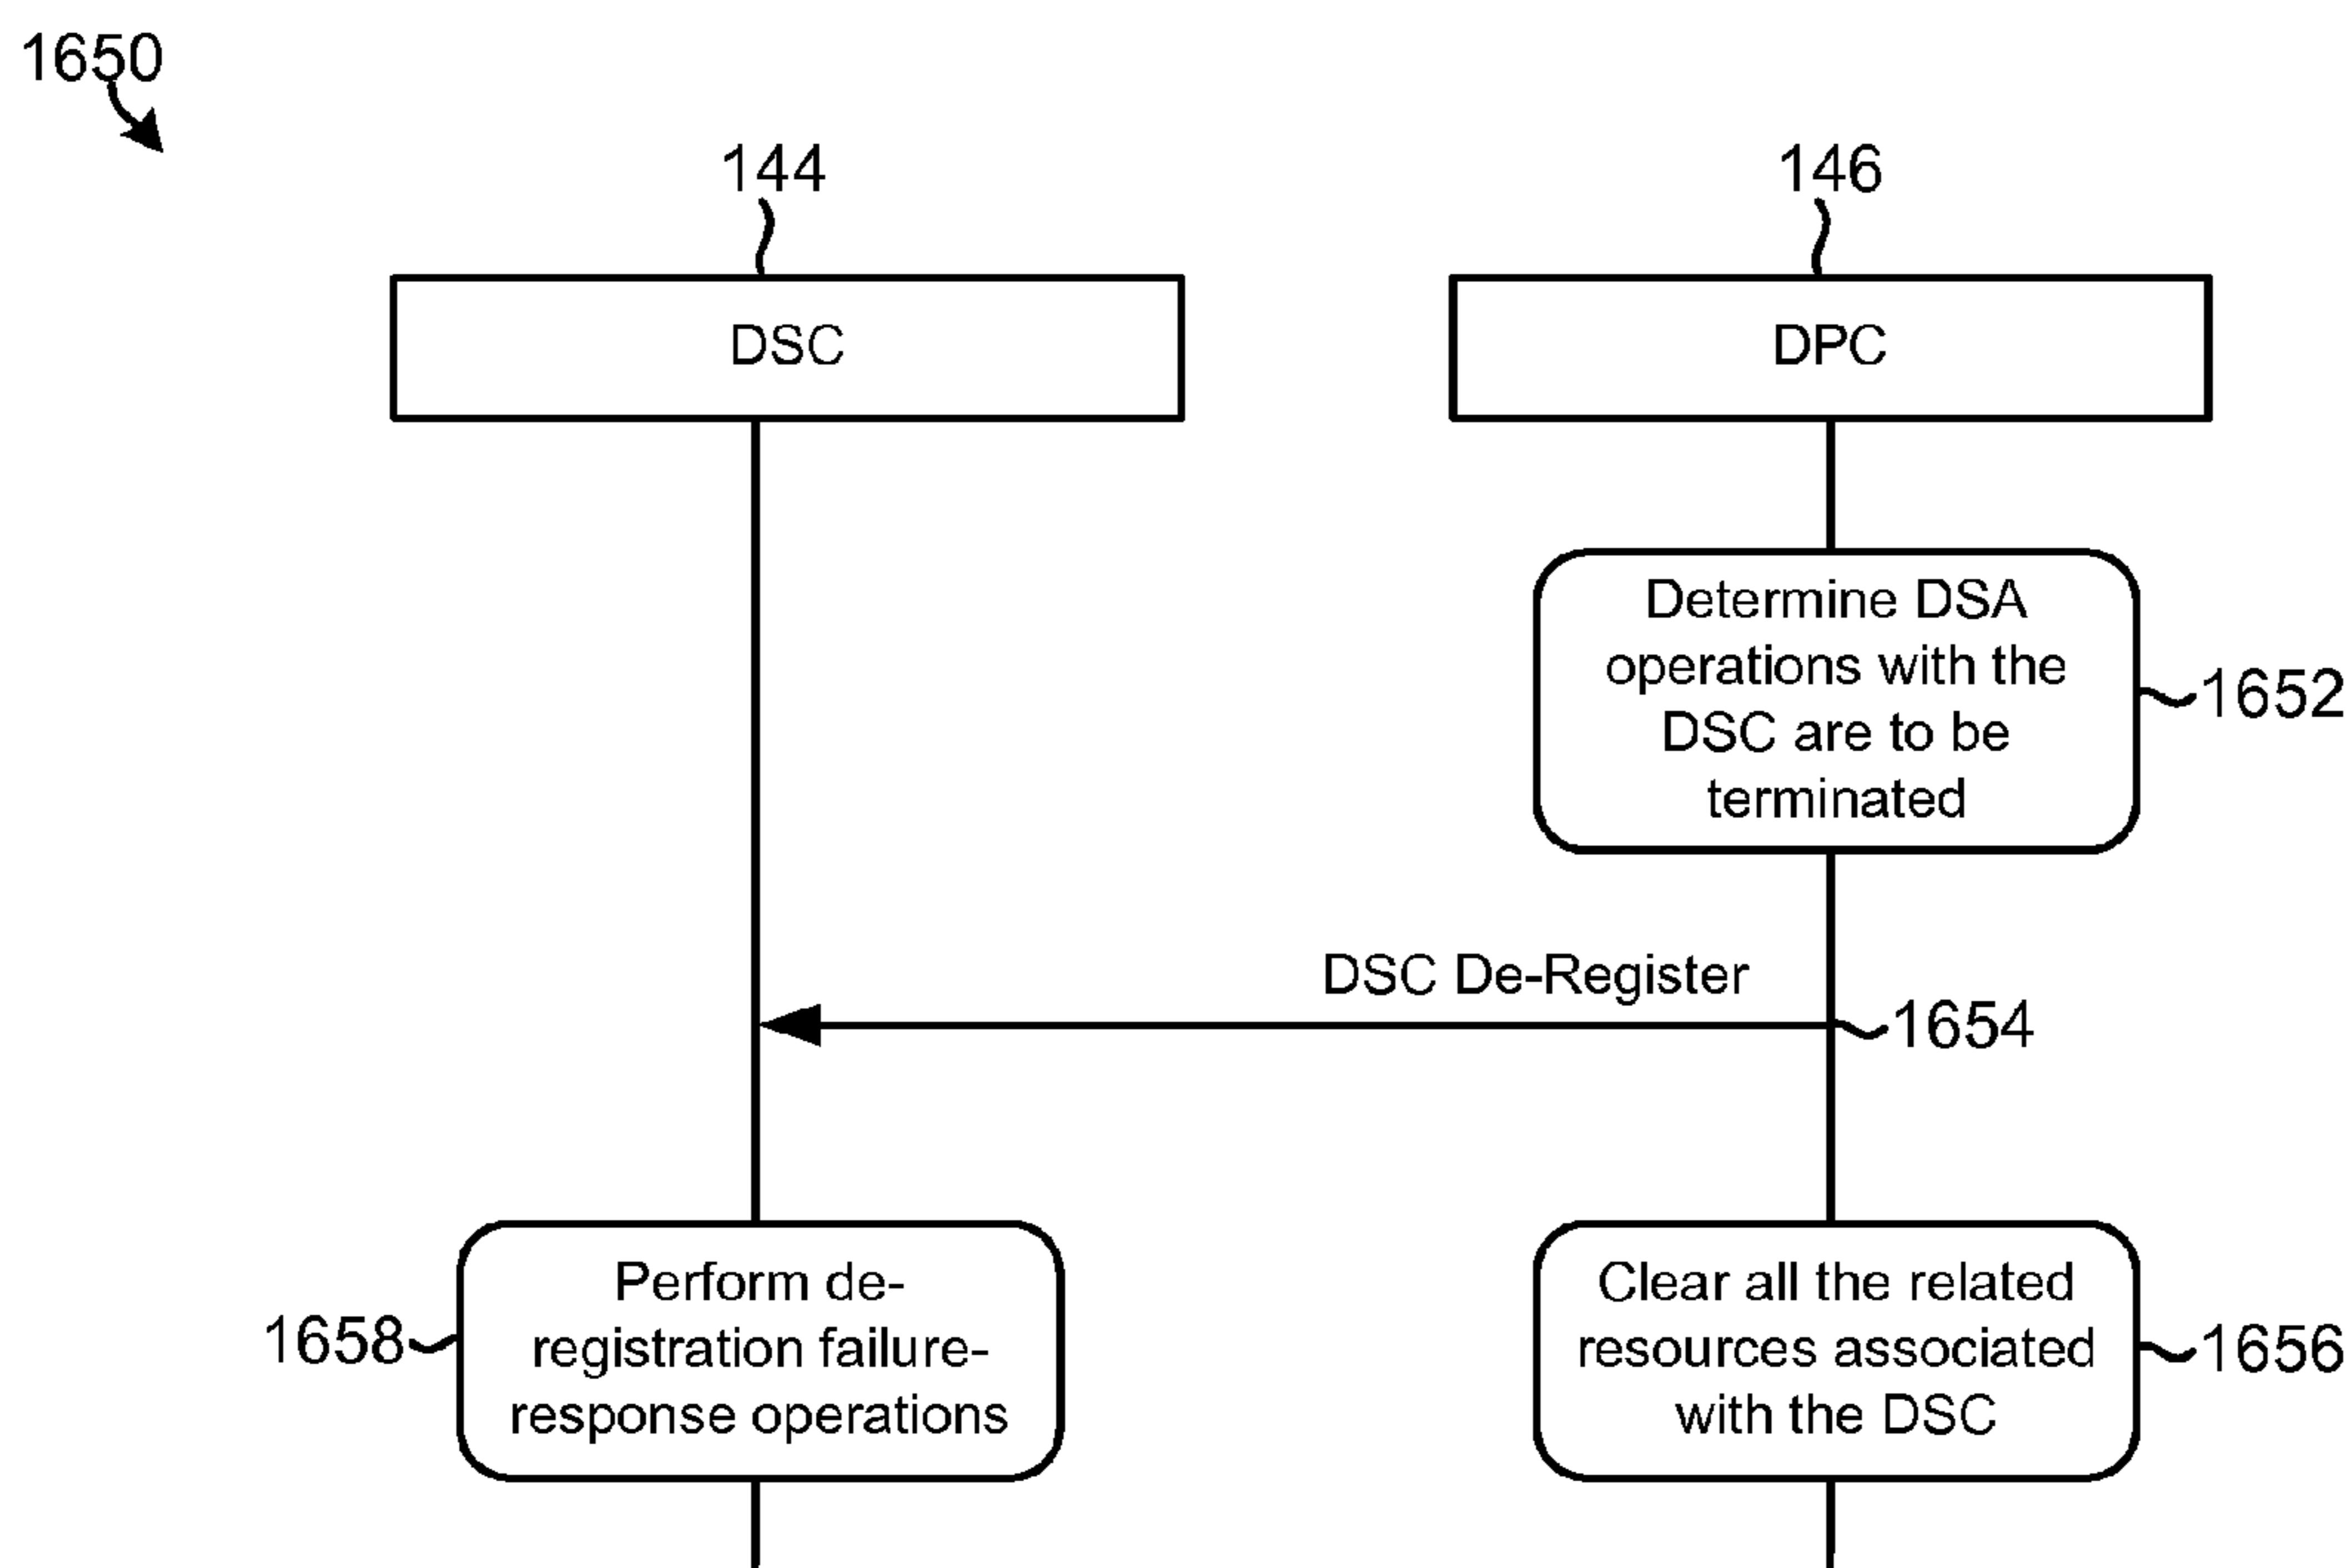 1650
144
146
DSC
DPC
Determine DSA
operations with the
DSC are to be
terminated
1652
DSC De-Register
1654
Perform de-
registration failure-
response operations
1658
Clear all the related
resources associated
with the DSC
1656